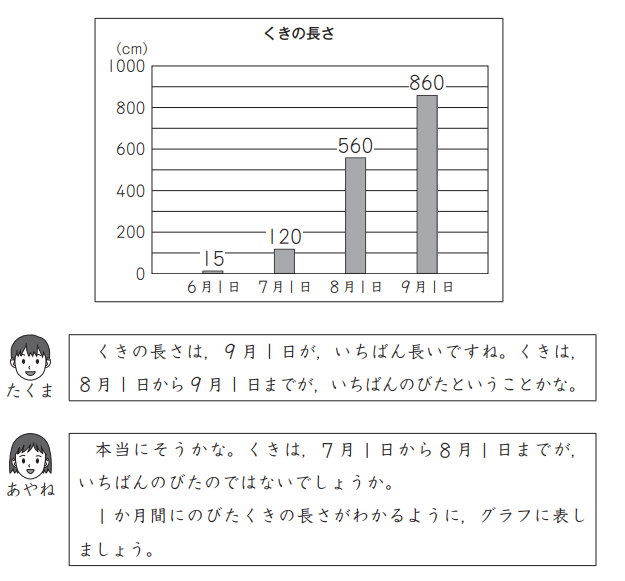 くきの長さ
(cm)
1000
800
600
400
200
0
15
120
560
860
6月1日 7月1日 8月1日 9月1日
たくま
くきの長さは，9月1日が，いちばん長いですね。くきは，
8月1日から9月1日までが，いちばんのびたということかな。
あやね
本当にそうかな。くきは，7月1日から8月1日までが，
いちばんのびたのではないでしょうか。
1か月間にのびたくきの長さがわかるように，グラフに表し
ましょう。